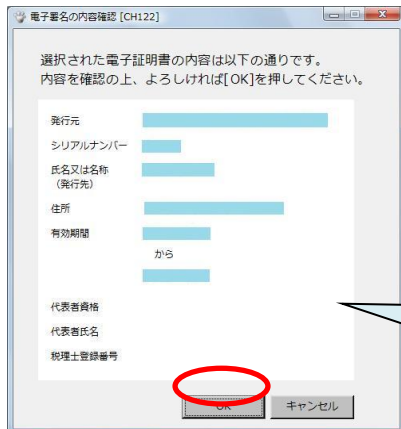 電子署名の内容確認 [CH122]
選択された電子証明書の内容は以下の通りです。
内容を確認の上、よろしければ[OK]を押してください。
発行元
シリアルナンバー
氏名又は名称
（発行先）
住所
有効期間
から
代表者資格
代表者氏名
税理士登録番号
OK キャンセル